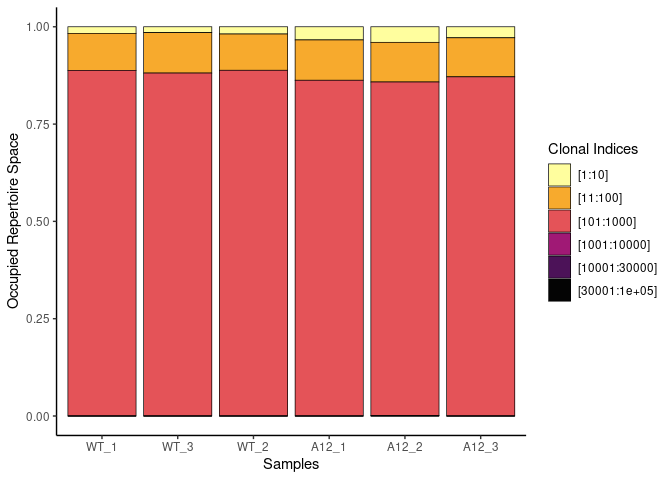 1.00
0.75
0.50
0.25
0.00
Occupied Repertoire Space
WT_1 WT_3 WT_2 A12_1 A12_2 A12_3
Samples
Clonal Indices
[1:10]
[11:100]
[101:1000]
[1001:10000]
[10001:30000]
[30001:1e+05]